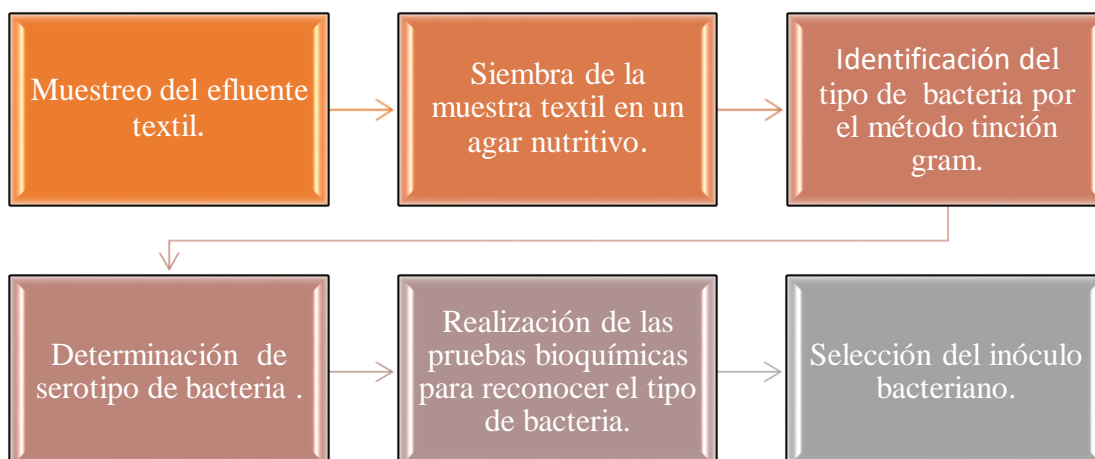 Muestreo del efluente
textil.
Siembra de la
muestra textil en un
agar nutritivo.
Identificación del
tipo de bacteria por
el método tinción
gram.
Determinación de
serotipo de bacteria .
Realización de las
pruebas bioquímicas
para reconocer el tipo
de bacteria.
Selección del inóculo
bacteriano.